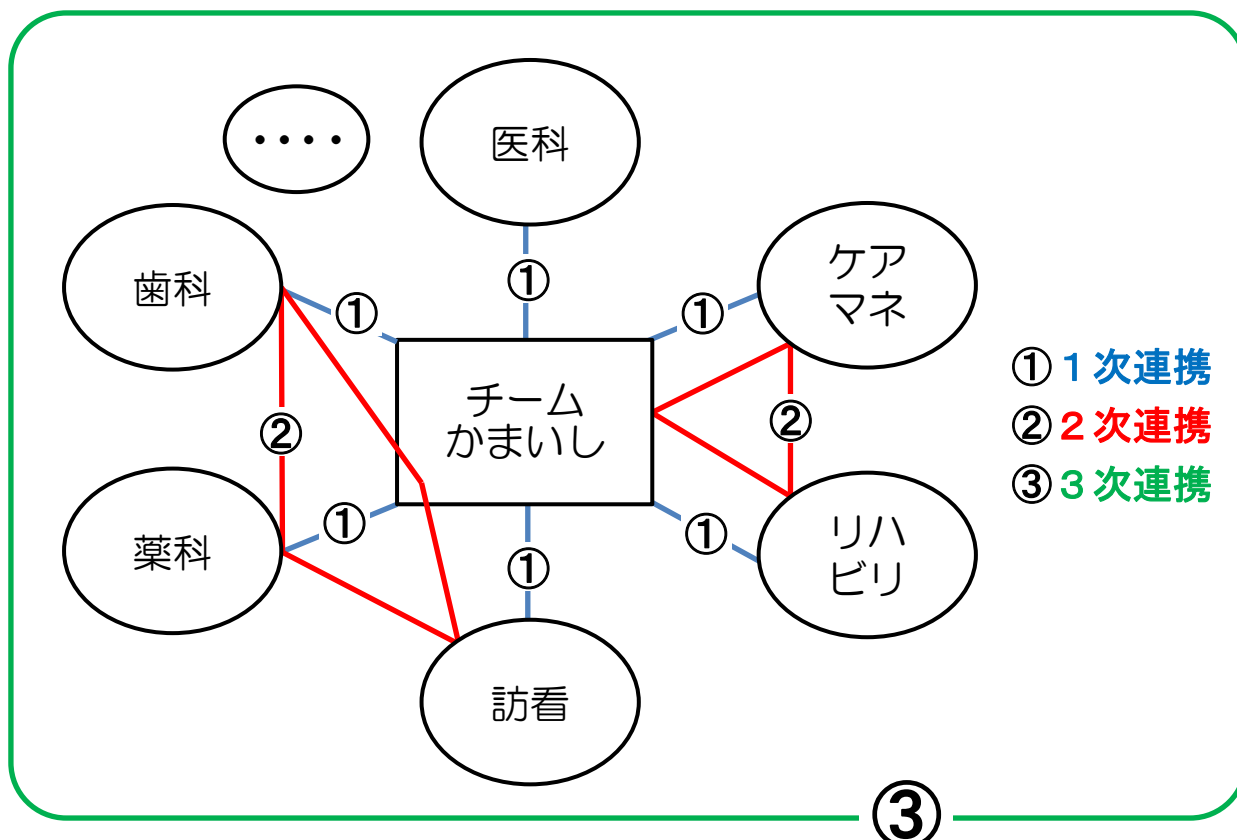 ・・・・
医科
歯科
①
ケア
マネ
①
①
チーム
かまいし
① 1次連携
②
②
② 2次連携
③ 3次連携
薬科
①
①
①
リハ
ビリ
訪看
③